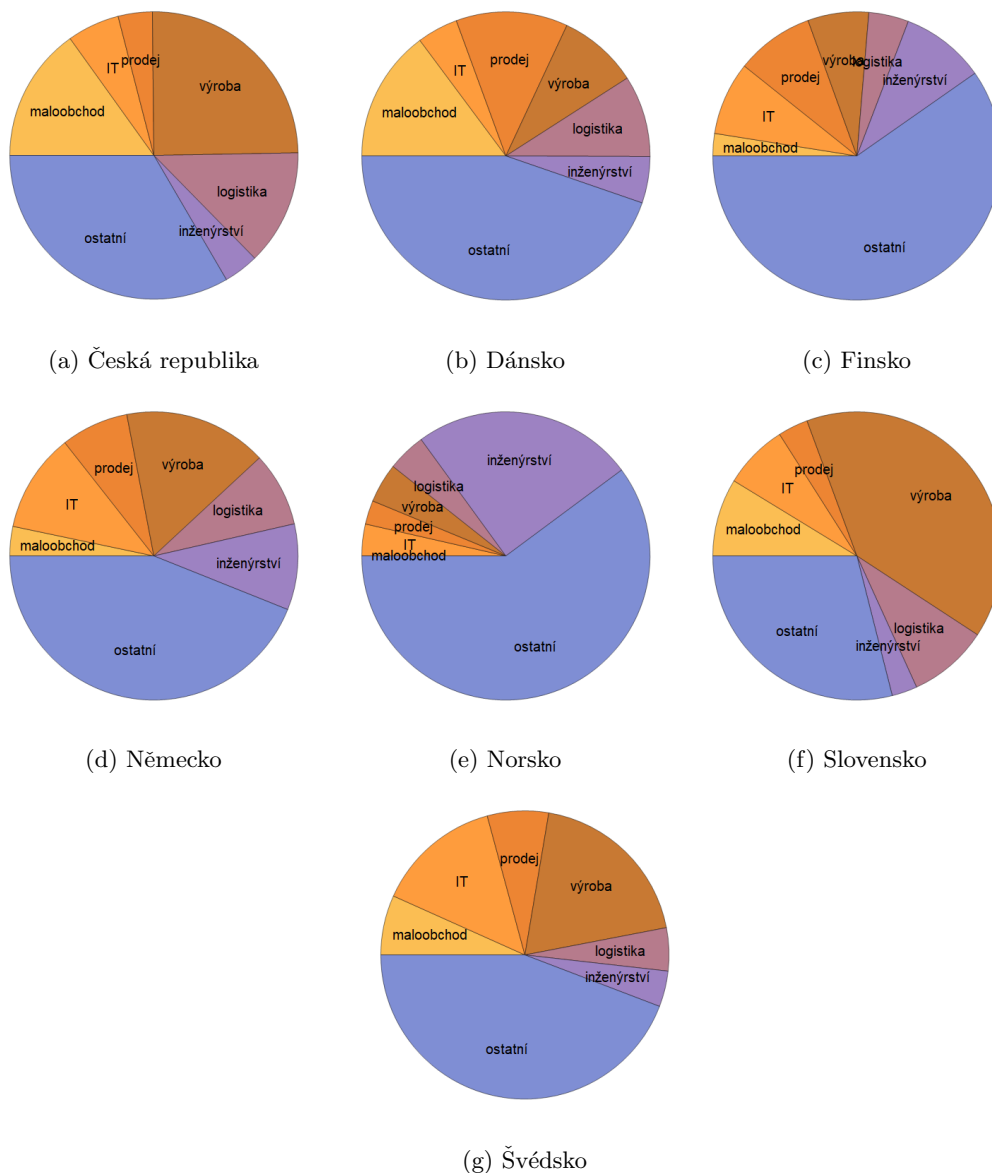 prodej
IT
výroba
maloobchod
logistika
inženýrství
ostatní
(a) Česká republika
prodej
IT
výroba
maloobchod
logistika
inženýrství
ostatní
(b) Dánsko
výroba
logistika
inženýrství
prodej
IT
maloobchod
ostatní
(c) Finsko
prodej
výroba
IT
logistika
maloobchod
inženýrství
ostatní
(d) Německo
inženýrství
logistika
výroba
prodej
IT
maloobchod
ostatní
(e) Norsko
prodej
IT
výroba
maloobchod
logistika
inženýrství
ostatní
(f) Slovensko
prodej
IT
výroba
maloobchod
logistika
inženýrství
ostatní
(g) Švédsko